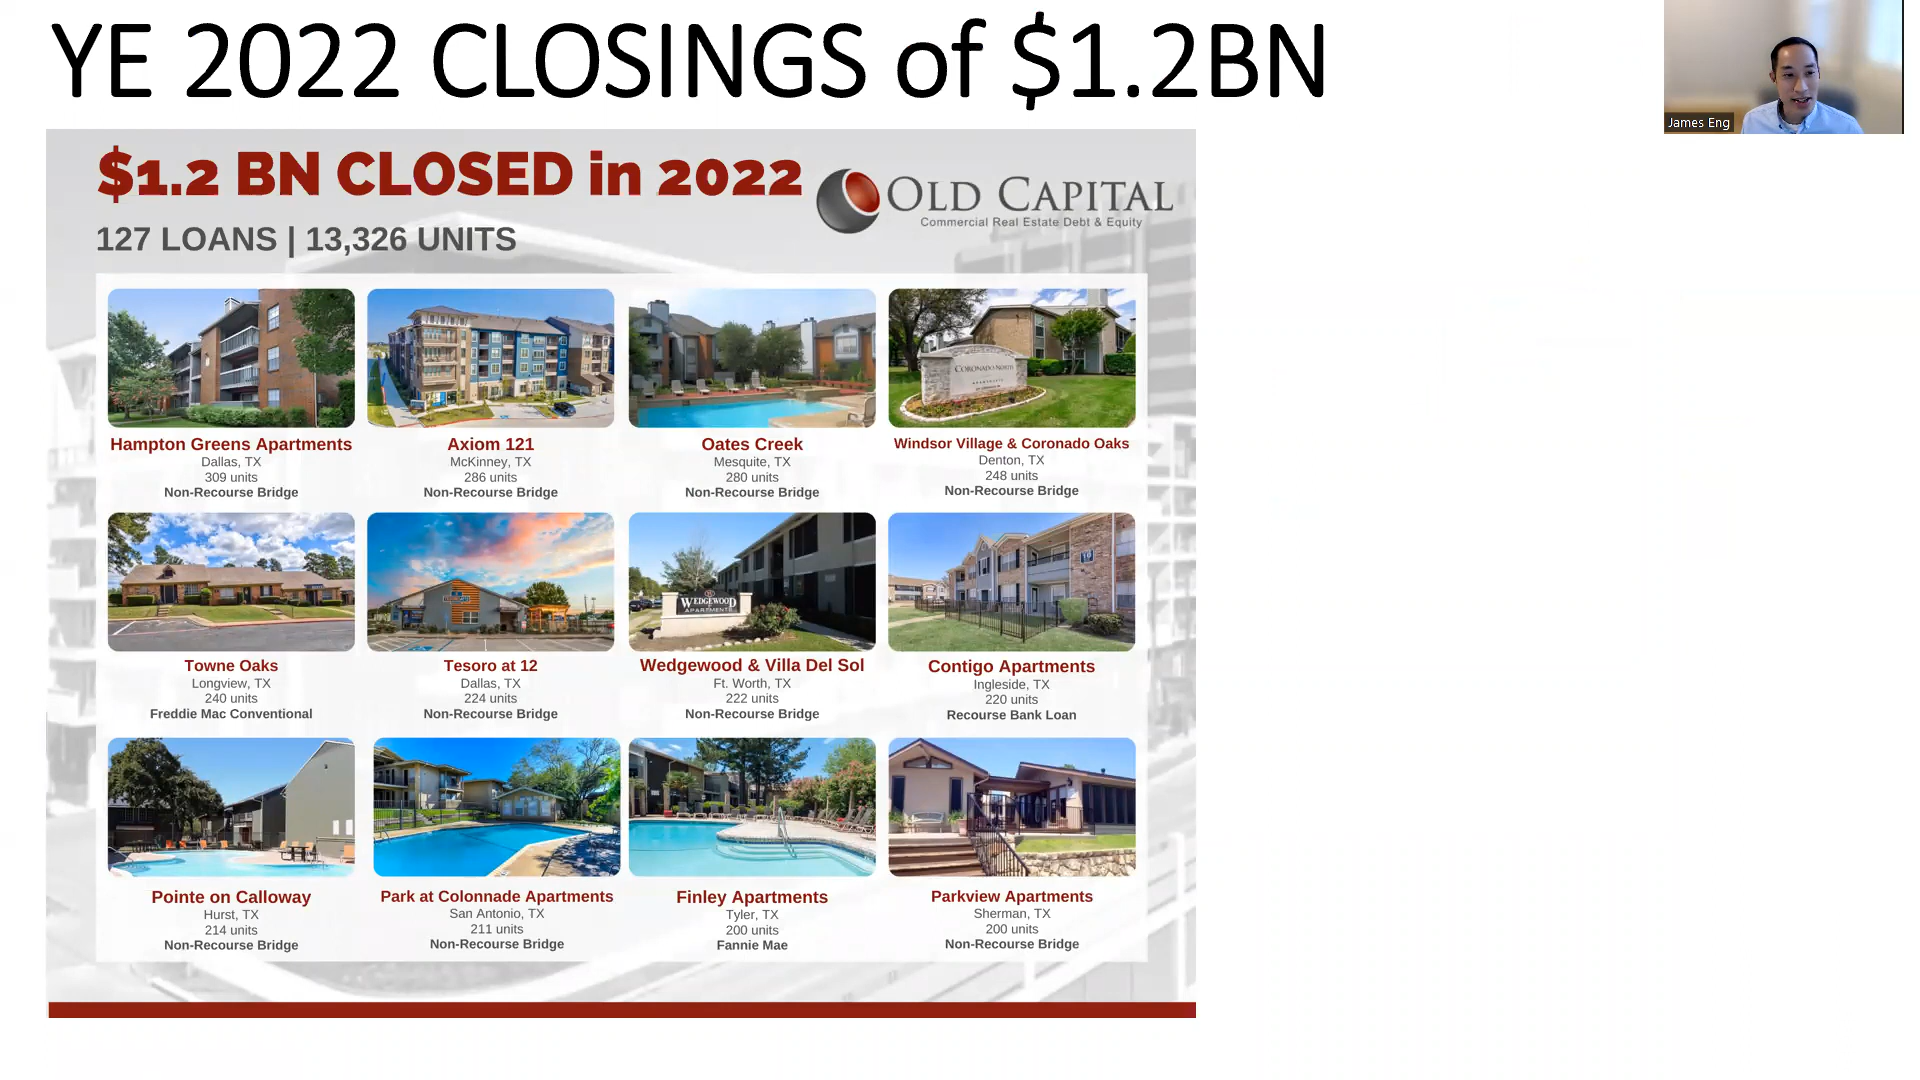 YE 2022 CLOSINGS of $1.2BN
James Eng
$1.2 BN CLOSED in 2022
127 LOANS | 13,326 UNITS
OLD CAPITAL
Commercial Real Estate Debt & Equity
CORONADO NORTH
APARTMENTS
Hampton Greens Apartments
Dallas, TX
309 units
Non-Recourse Bridge
Axiom 121
McKinney, TX
286 units
Non-Recourse Bridge
Oates Creek
Mesquite, TX
280 units
Non-Recourse Bridge
Windsor Village & Coronado Oaks
Denton, TX
248 units
Non-Recourse Bridge
WEDGEWOOD
APARTMENTS
Towne Oaks
Longview, TX
240 units
Freddie Mac Conventional
Tesoro at 12
Dallas, TX
224 units
Non-Recourse Bridge
Wedgewood & Villa Del Sol
Ft. Worth, TX
222 units
Non-Recourse Bridge
Contigo Apartments
Ingleside, TX
220 units
Recourse Bank Loan
Pointe on Calloway
Hurst, TX
214 units
Non-Recourse Bridge
Park at Colonnade Apartments
San Antonio, TX
211 units
Non-Recourse Bridge
Finley Apartments
Tyler, TX
200 units
Fannie Mae
Parkview Apartments
Sherman, TX
200 units
Non-Recourse Bridge